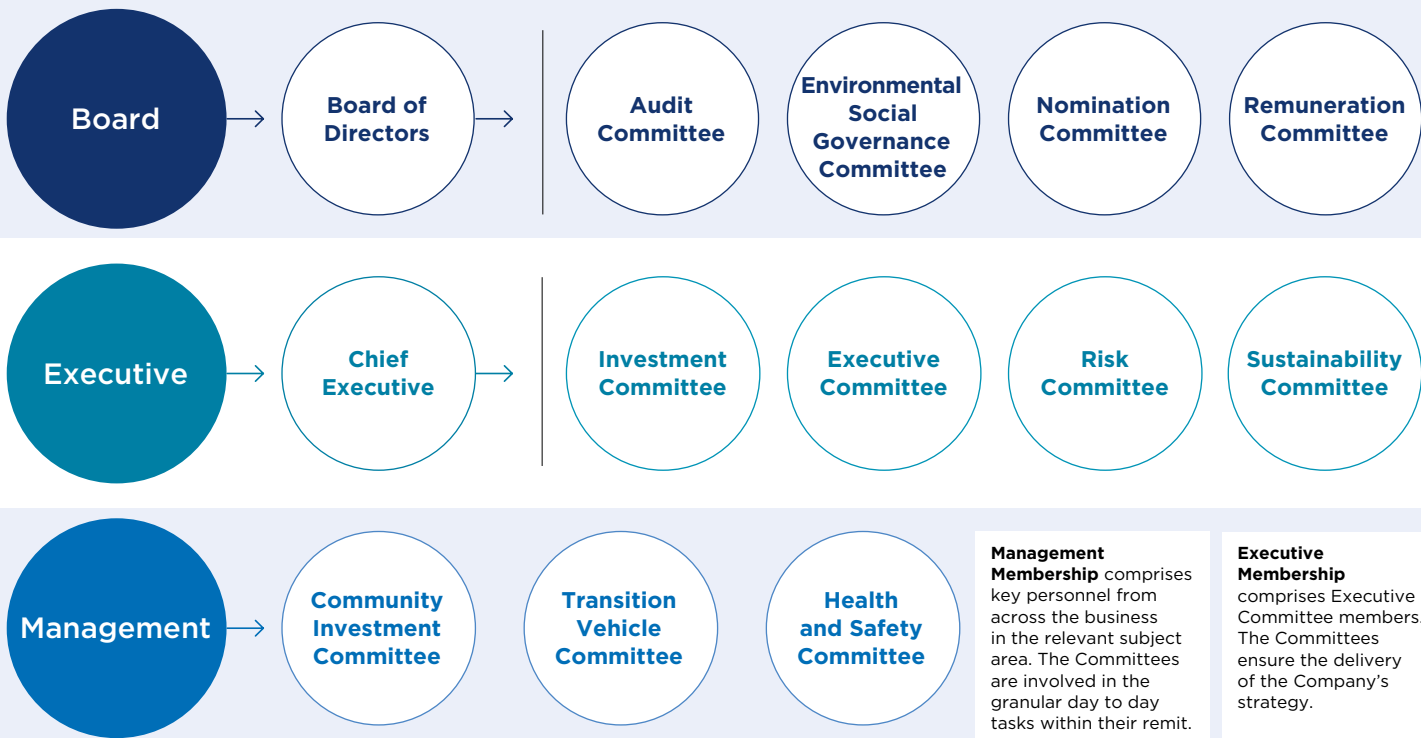 Board
Board of
Directors
Audit
Committee
Environmental
Social
Governance
Committee
Nomination
Committee
Remuneration
Committee
Executive
Chief
Executive
Investment
Committee
Executive
Committee
Risk
Committee
Sustainability
Committee
Management
Community
Investment
Committee
Transition
Vehicle
Committee
Health
and Safety
Committee
Management
Membership comprises
key personnel from
across the business
in the relevant subject
area. The Committees
are involved in the
granular day to day
tasks within their remit.
Executive
Membership
comprises Executive
Committee members.
The Committees
ensure the delivery
of the Company’s
strategy.